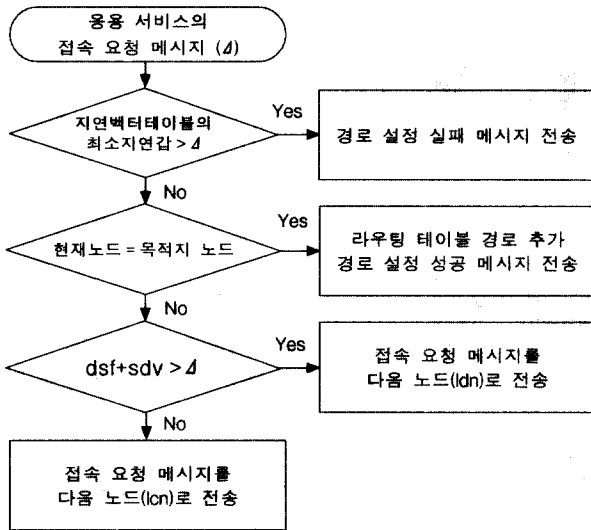 응용 서비스의
접속 요청 메시지 (Δ)
지연벡터테이블의
최소지연값 > Δ
Yes
경로 설정 실패 메시지 전송
No
현재노드 = 목적지 노드
Yes
라우팅 테이블 경로 추가
경로 설정 성공 메시지 전송
No
dsf+sdv > Δ
Yes
접속 요청 메시지를
다음 노드(ldn)로 전송
No
접속 요청 메시지를
다음 노드(lcn)로 전송